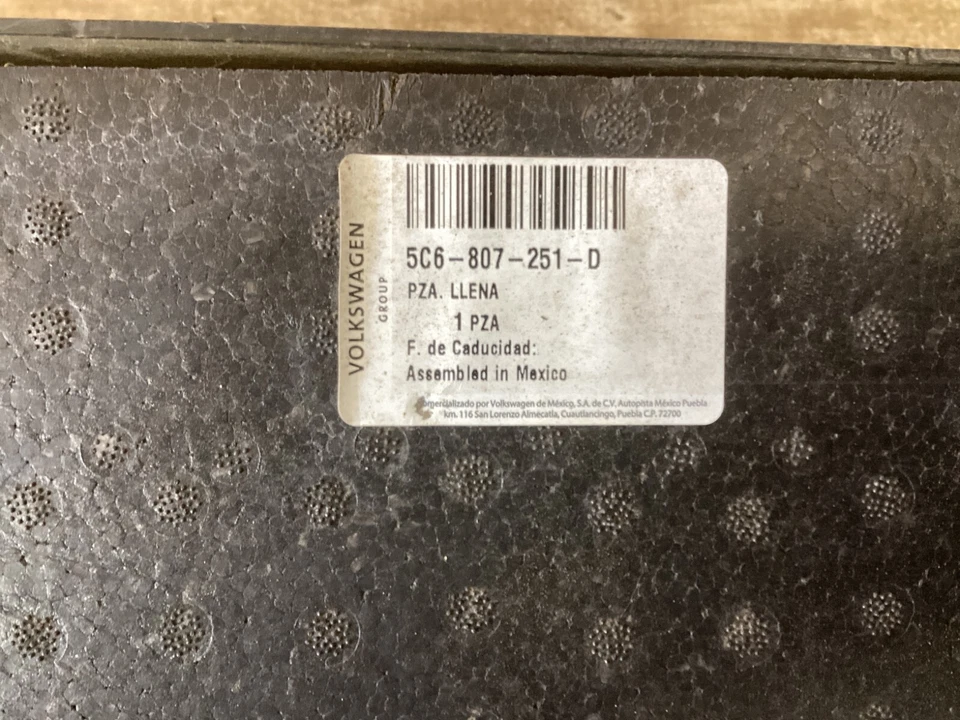 VOLKSWAGEN
GROUP
5C6-807-251-D
PZA. LLENA
1 PZA
F. de Caducidad:
Assembled in Mexico
Comercializado por Volkswagen de México, S.A. de C.V. Autopista México Puebla
km. 116 San Lorenzo Almecatla, Cuautlancingo, Puebla C.P. 72700